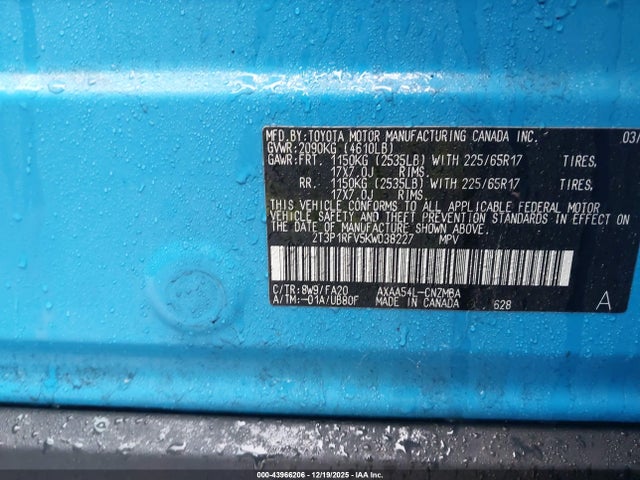 MFD.BY:TOYOTA MOTOR MANUFACTURING CANADA INC. 03/
GVWR:2090KG (4610LB)
GAWR:FRT. 1150KG (2535LB) WITH 225/65R17 TIRES,
17X7.0J RIMS.
RR. 1150KG (2535LB) WITH 225/65R17 TIRES,
17X7.0J RIMS.
THIS VEHICLE CONFORMS TO ALL APPLICABLE FEDERAL MOTOR
VEHICLE SAFETY AND THEFT PREVENTION STANDARDS IN EFFECT ON
THE DATE OF MANUFACTURE SHOWN ABOVE.
2T3P1RFV5KW038227 MPV
C/TR:8W9/FA20 AXAA54L-CNZMBA
A/TM:-01A/UB80F MADE IN CANADA 628 A
000-43966206 - 12/19/2025 - IAA Inc.